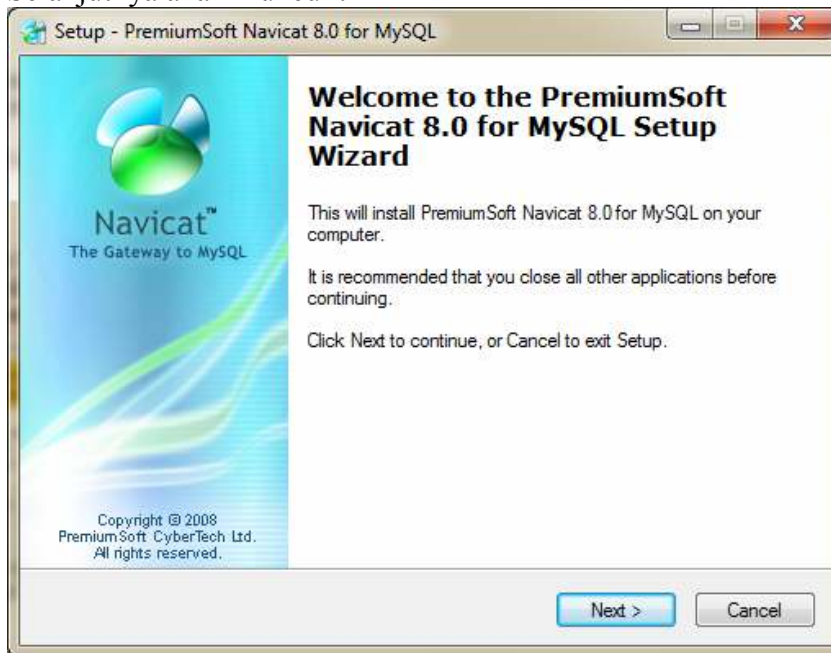 Setup - PremiumSoft Navicat 8.0 for MySQL
Welcome to the PremiumSoft
Navicat 8.0 for MySQL Setup
Wizard
This will install PremiumSoft Navicat 8.0 for MySQL on your
computer.
It is recommended that you close all other applications before
continuing.
Click Next to continue, or Cancel to exit Setup.
Navicat™
The Gateway to MySQL
Copyright © 2008
PremiumSoft CyberTech Ltd.
All rights reserved.
Next >
Cancel